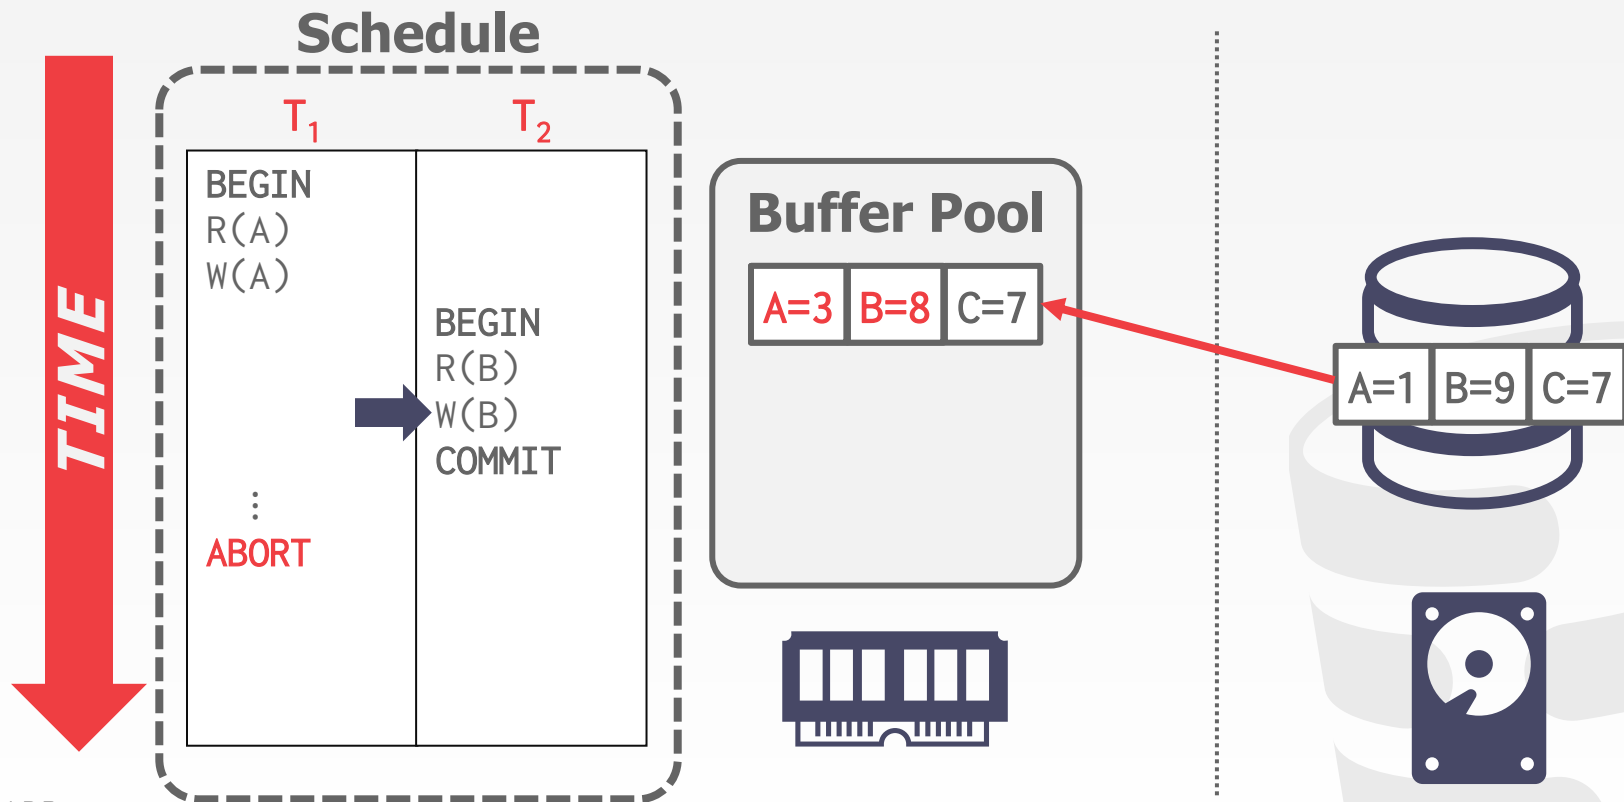 Schedule
TIME
T1 T2
BEGIN
R(A)
W(A)
BEGIN
R(B)
W(B)
COMMIT
⋮
ABORT
Buffer Pool
A=3 B=8 C=7
A=1 B=9 C=7